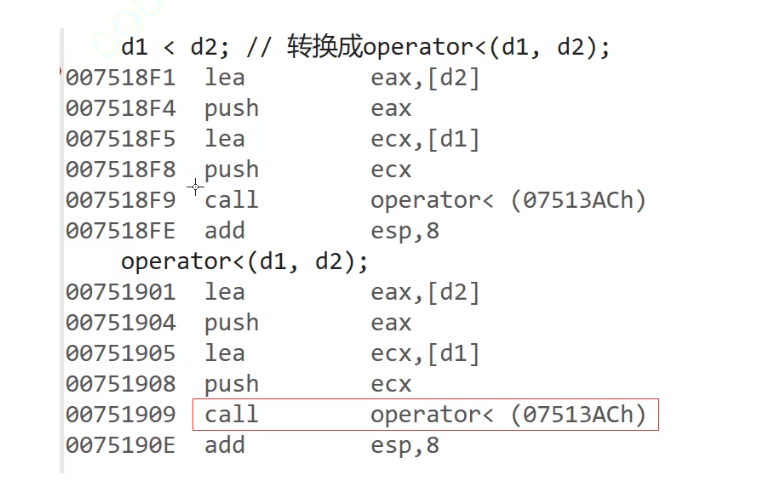 d1 < d2; // 转换成operator<(d1, d2);
007518F1 lea eax,[d2]
007518F4 push eax
007518F5 lea ecx,[d1]
007518F8 push ecx
007518F9 call operator< (07513ACh)
007518FE add esp,8
operator<(d1, d2);
00751901 lea eax,[d2]
00751904 push eax
00751905 lea ecx,[d1]
00751908 push ecx
00751909 call operator< (07513ACh)
0075190E add esp,8